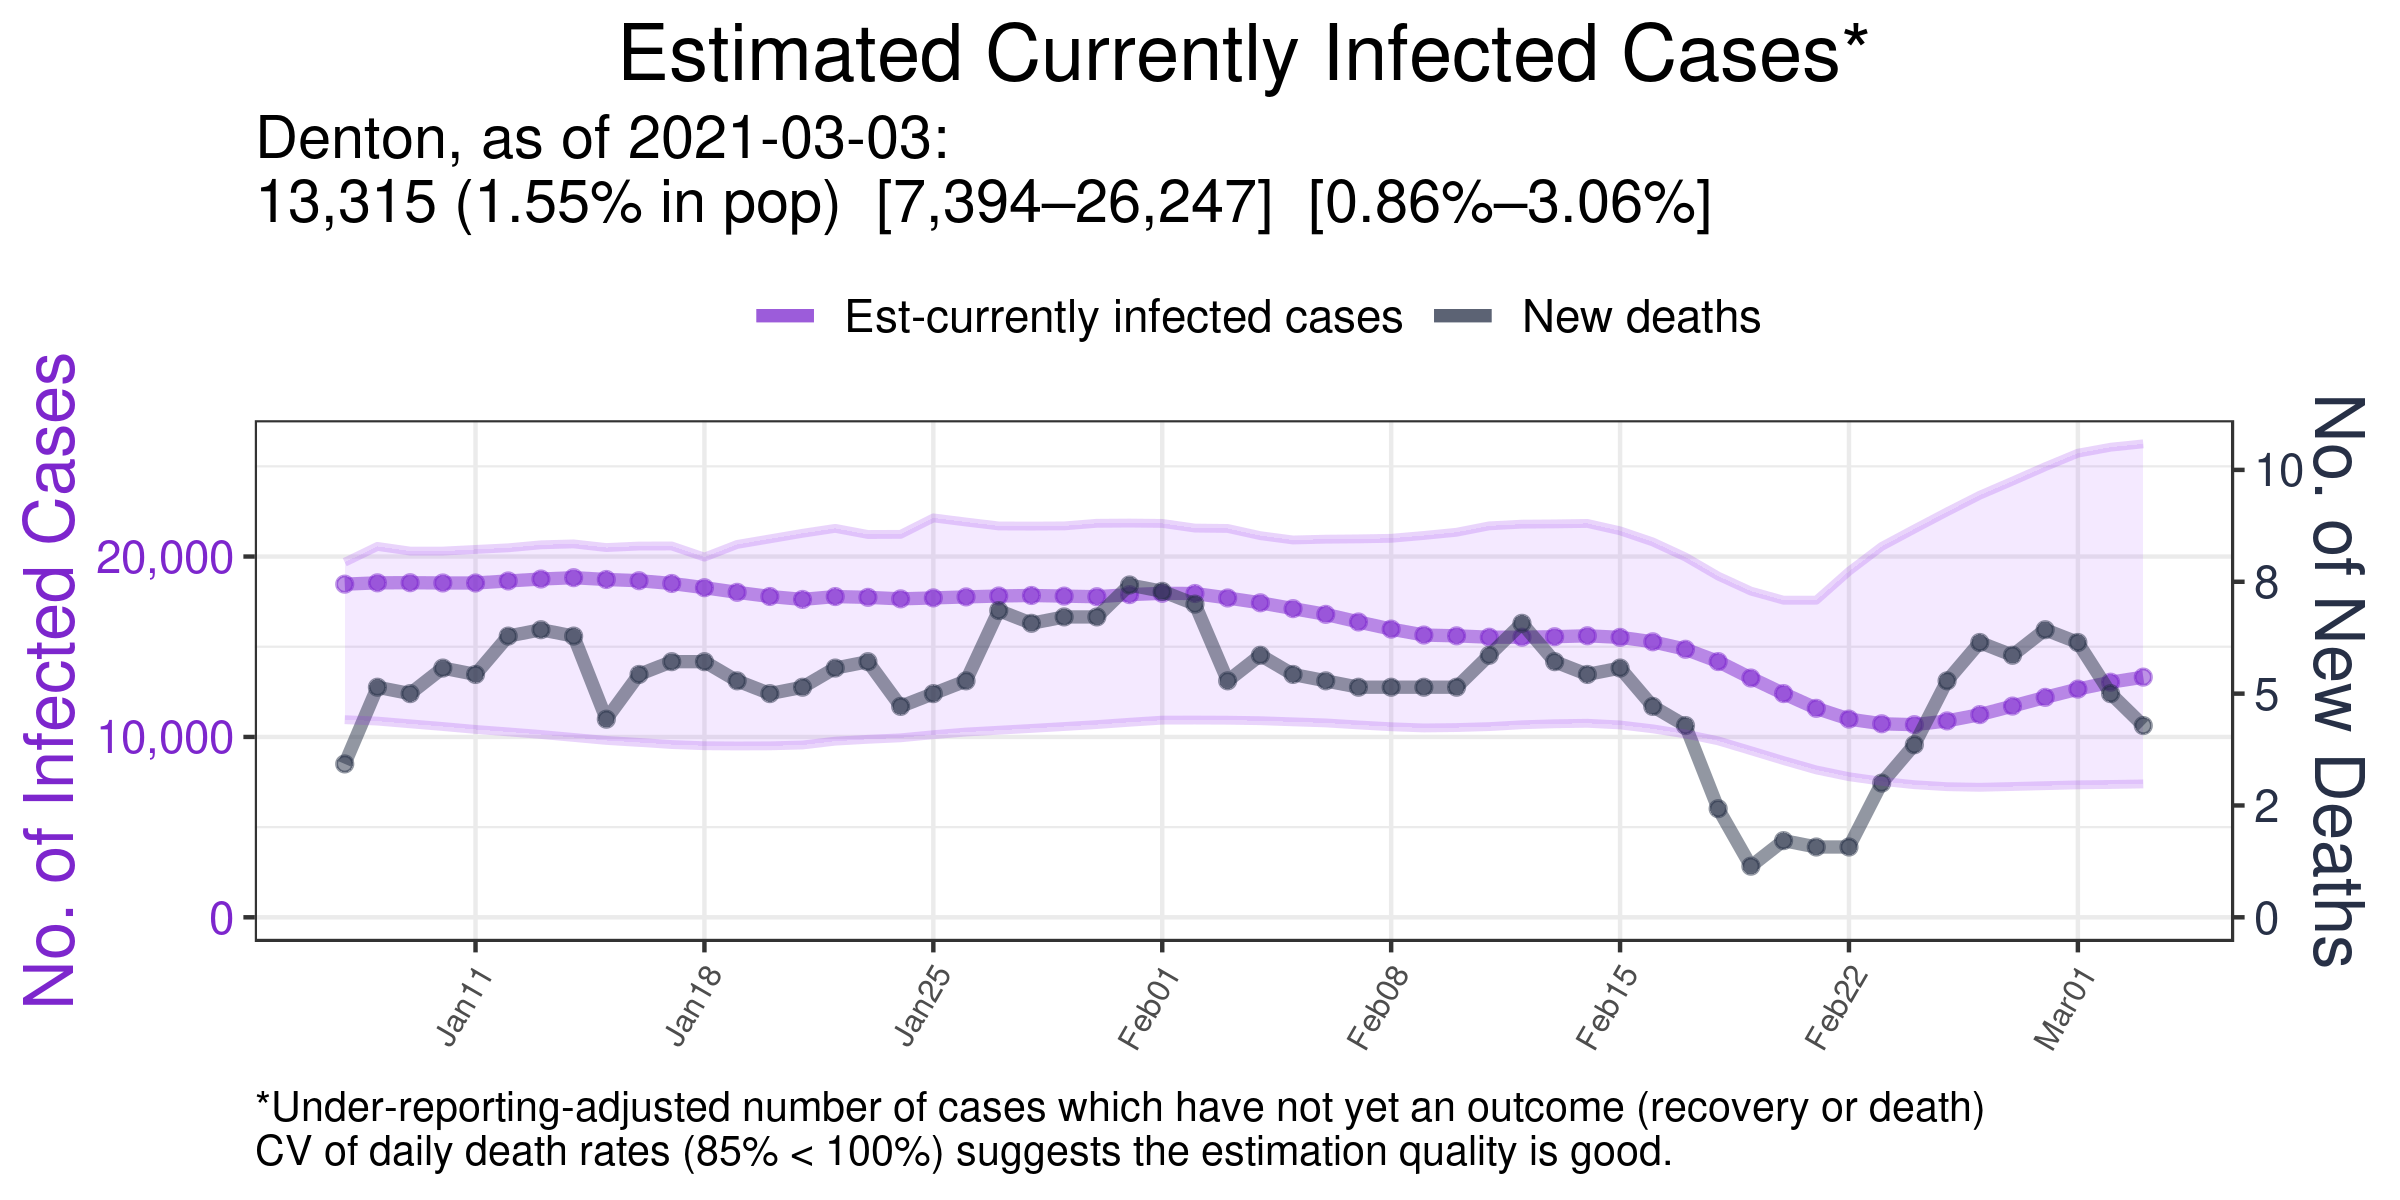 Estimated Currently Infected Cases*
Denton, as of 2021-03-03:
13,315 (1.55% in pop)  [7,394–26,247]  [0.86%–3.06%]
Est-currently infected cases
New deaths
No. of Infected Cases
20,000
10,000
0
10
8
5
2
0
No. of New Deaths
Jan11
Jan18
Jan25
Feb01
Feb08
Feb15
Feb22
Mar01
*Under-reporting-adjusted number of cases which have not yet an outcome (recovery or death)
CV of daily death rates (85% < 100%) suggests the estimation quality is good.